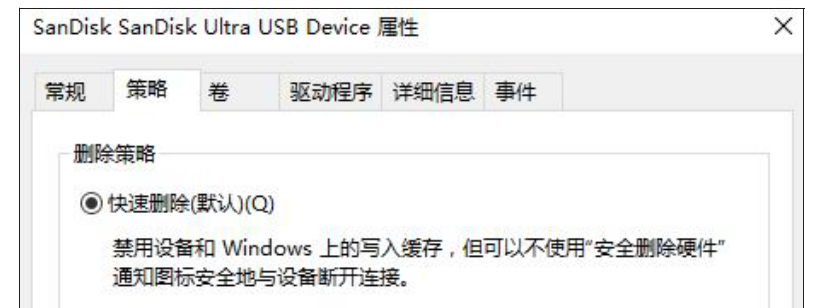 SanDisk SanDisk Ultra USB Device 属性
常规 策略 卷 驱动程序 详细信息 事件
删除策略
快速删除(默认)(Q)
禁用设备和 Windows 上的写入缓存，但可以不使用“安全删除硬件”
通知图标安全地与设备断开连接。